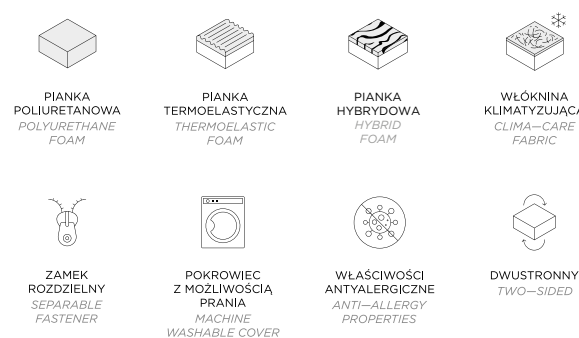 PIANKA
POLIURETANOWA
POLYURETHANE
FOAM
PIANKA
TERMOELASTYCZNA
THERMOELASTIC
FOAM
PIANKA
HYBRYDOWA
HYBRID
FOAM
WŁÓKNINA
KLIMATYZUJĄCA
CLIMA—CARE
FABRIC
ZAMEK
ROZDZIELNY
SEPARABLE
FASTENER
POKROWIEC
Z MOŻLIWOŚCIĄ
PRANIA
MACHINE
WASHABLE COVER
WŁAŚCIWOŚCI
ANTYALERGICZNE
ANTI—ALLERGY
PROPERTIES
DWUSTRONNY
TWO—SIDED